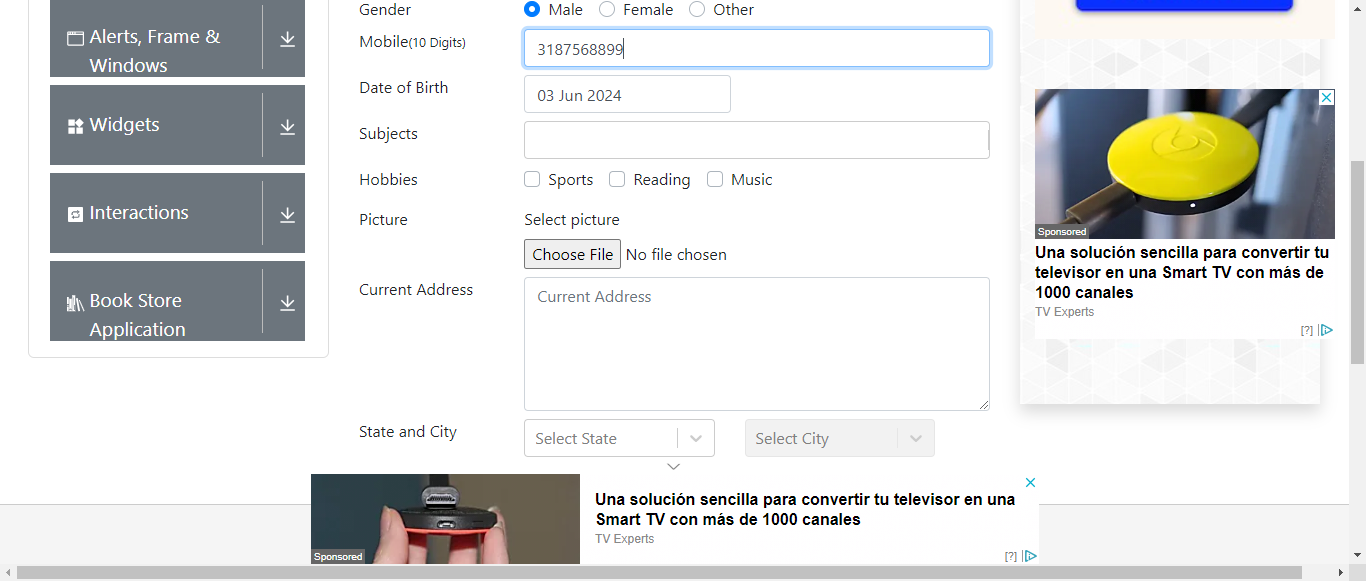 Alerts, Frame &
Windows
Widgets
Interactions
Book Store
Application
Gender
Male Female Other
Mobile(10 Digits)
3187568899
Date of Birth
03 Jun 2024
Subjects
Hobbies
Sports Reading Music
Picture
Select picture
Choose File No file chosen
Current Address
Current Address
State and City
Select State
Select City
Sponsored
Una solución sencilla para convertir tu
televisor en una Smart TV con más de
1000 canales
TV Experts
[?]
Sponsored
Una solución sencilla para convertir tu televisor en una
Smart TV con más de 1000 canales
TV Experts
[?]